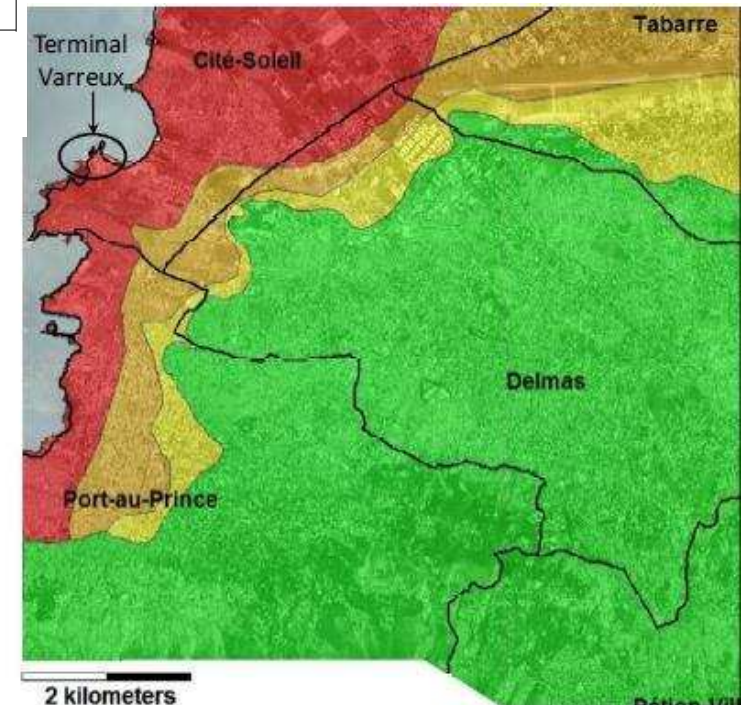 Terminal
Varreux
Cité-Soleil
Tabarre
Delmas
Port-au-Prince
2 kilometers